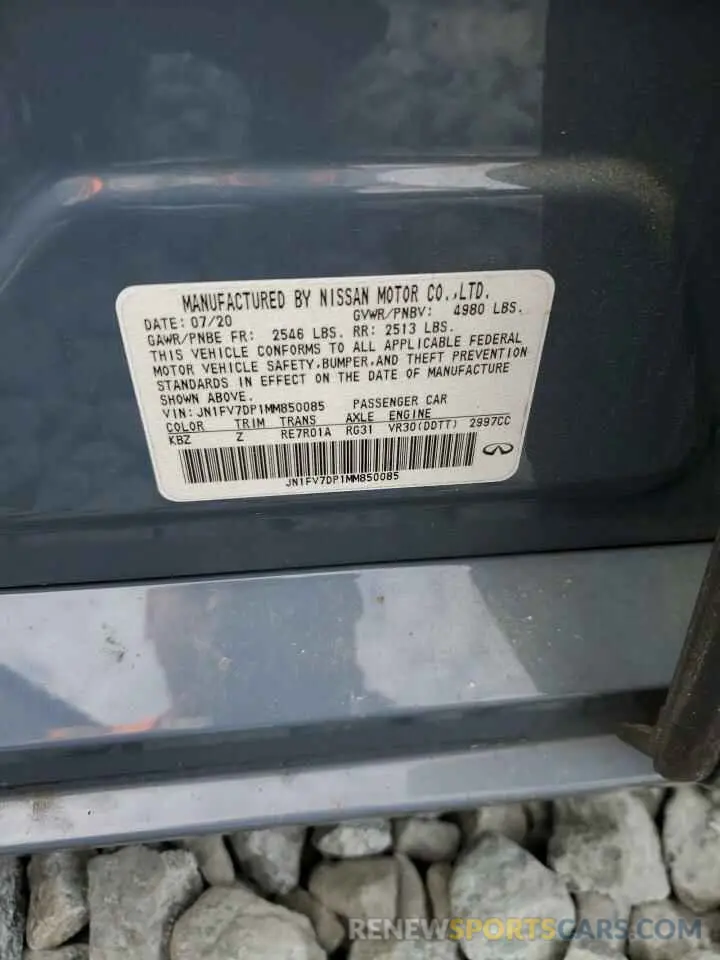 MANUFACTURED BY NISSAN MOTOR CO.,LTD.
DATE: 07/20 GVWR/PNBV: 4980 LBS.
GAWR/PNBE FR: 2546 LBS. RR: 2513 LBS.
THIS VEHICLE CONFORMS TO ALL APPLICABLE FEDERAL
MOTOR VEHICLE SAFETY,BUMPER,AND THEFT PREVENTION
STANDARDS IN EFFECT ON THE DATE OF MANUFACTURE
SHOWN ABOVE.
VIN: JN1FV7DP1MM850085 PASSENGER CAR
COLOR TRIM TRANS AXLE ENGINE
KBZ Z RE7R01A RG31 VR30(DDTT) 2997CC
JN1FV7DP1MM850085
RENEWSPORTSCARS.COM